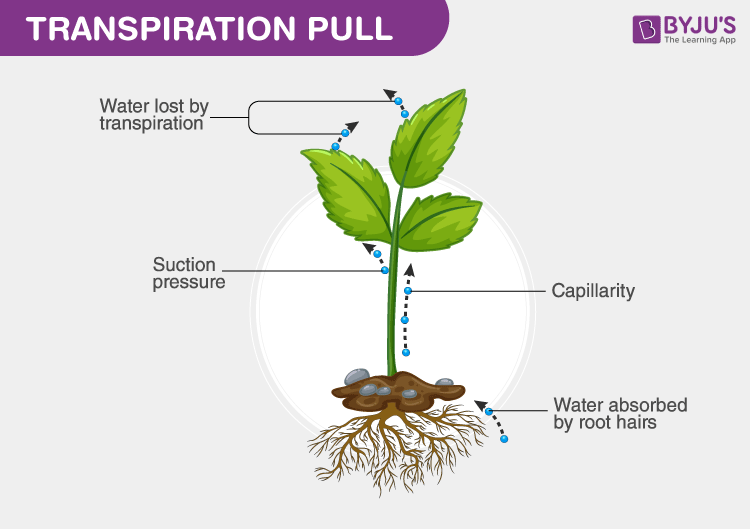 TRANSPIRATION PULL
BYJU'S
The Learning App
Water lost by
transpiration
Suction
pressure
Capillarity
Water absorbed
by root hairs